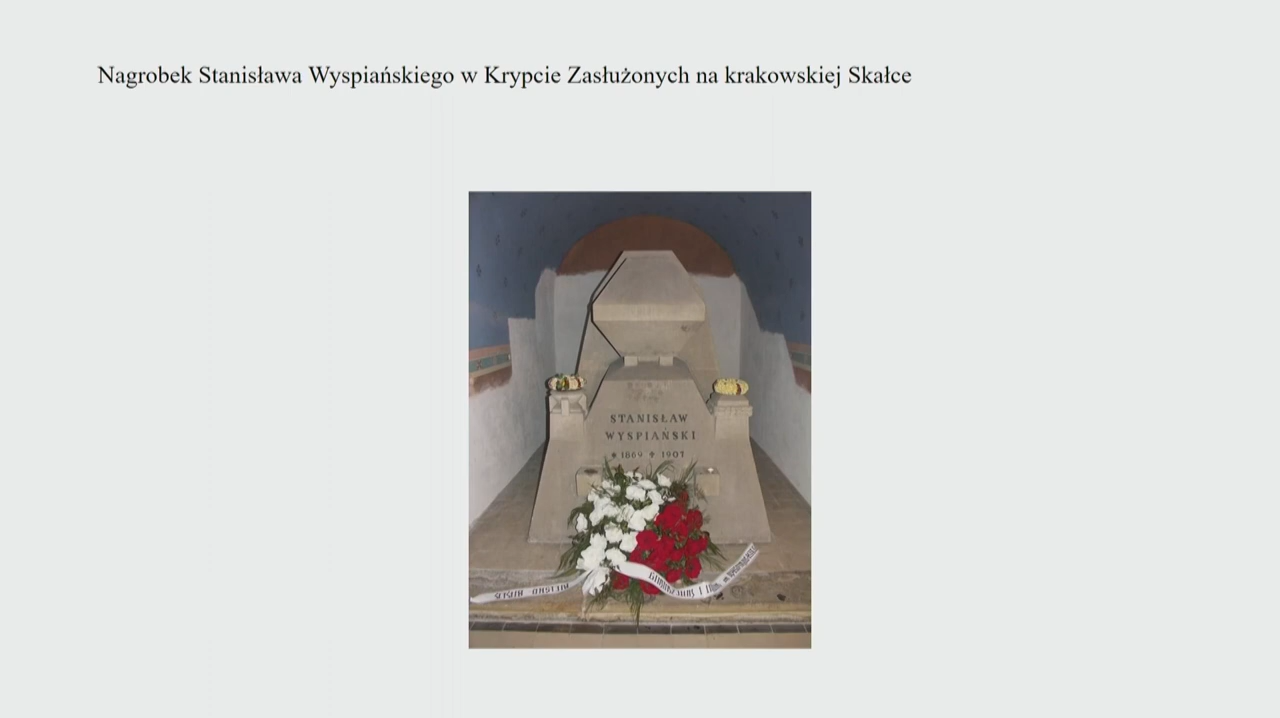 Nagrobek Stanisława Wyspiańskiego w Krypcie Zasłużonych na krakowskiej Skałce
STANISŁAW
WYSPIAŃSKI
* 1869 ✝ 1907